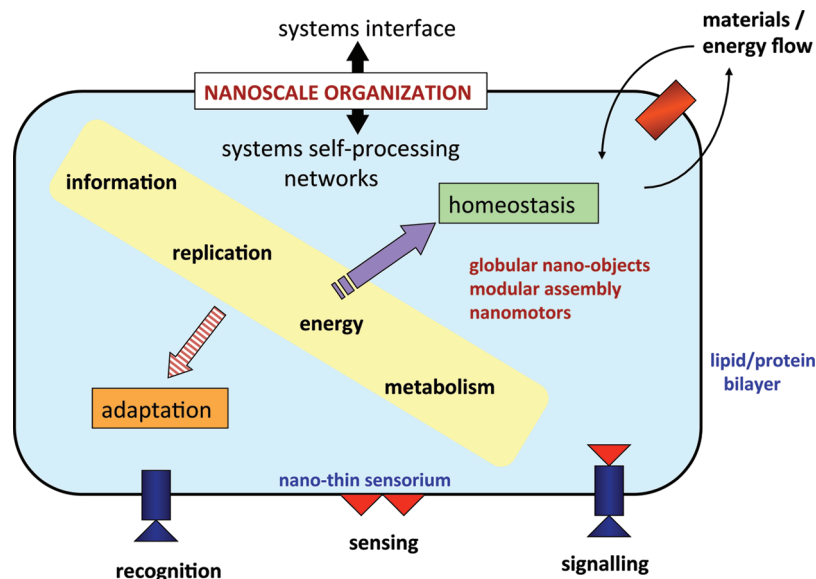 materials /
energy flow
systems interface
NANOSCALE ORGANIZATION
systems self-processing
networks
information
homeostasis
replication
globular nano-objects
modular assembly
nanomotors
energy
lipid/protein
bilayer
metabolism
adaptation
nano-thin sensorium
sensing
signalling
recognition